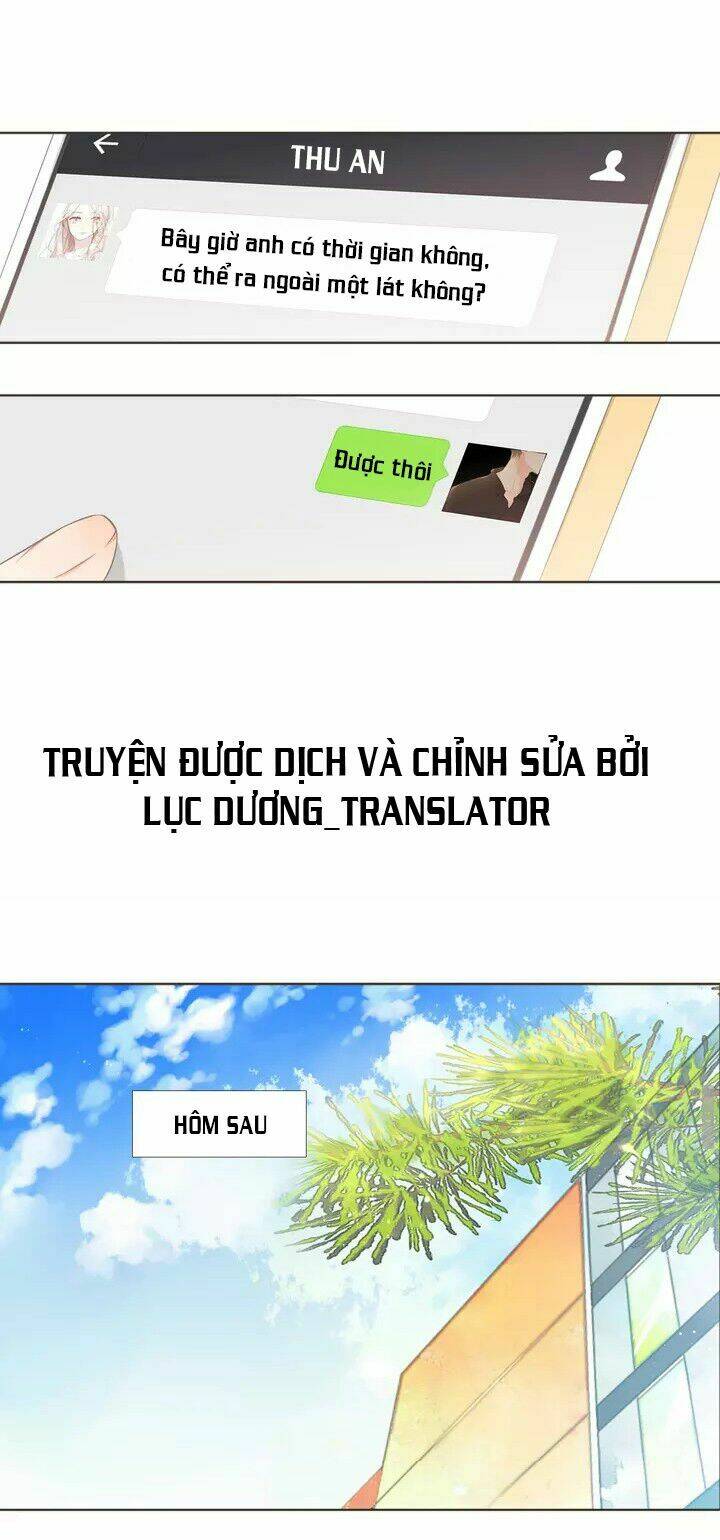 THU AN
Bây giờ anh có thời gian không,
có thể ra ngoài một lát không?
Được thôi
TRUYỆN ĐƯỢC DỊCH VÀ CHỈNH SỬA BỞI
LỤC DƯƠNG_TRANSLATOR
HÔM SAU